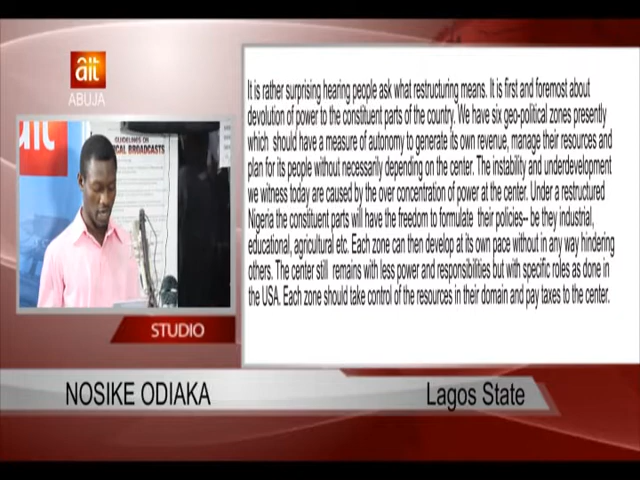 ait
ABUJA
ait
GUIDELINES ON
CAL BROADCASTS
STUDIO
It is rather surprising hearing people ask what restructuring means. It is first and foremost about
devolution of power to the constituent parts of the country. We have six geo-political zones presently
which should have a measure of autonomy to generate its own revenue, manage their resources and
plan for its people without necessarily depending on the center. The instability and underdevelopment
we witness today are caused by the over concentration of power at the center. Under a restructured
Nigeria the constituent parts will have the freedom to formulate their policies-- be they industrial,
educational, agricultural etc. Each zone can then develop at its own pace without in any way hindering
others. The center still remains with less power and responsibilities but with specific roles as done in
the USA. Each zone should take control of the resources in their domain and pay taxes to the center.
NOSIKE ODIAKA
Lagos State